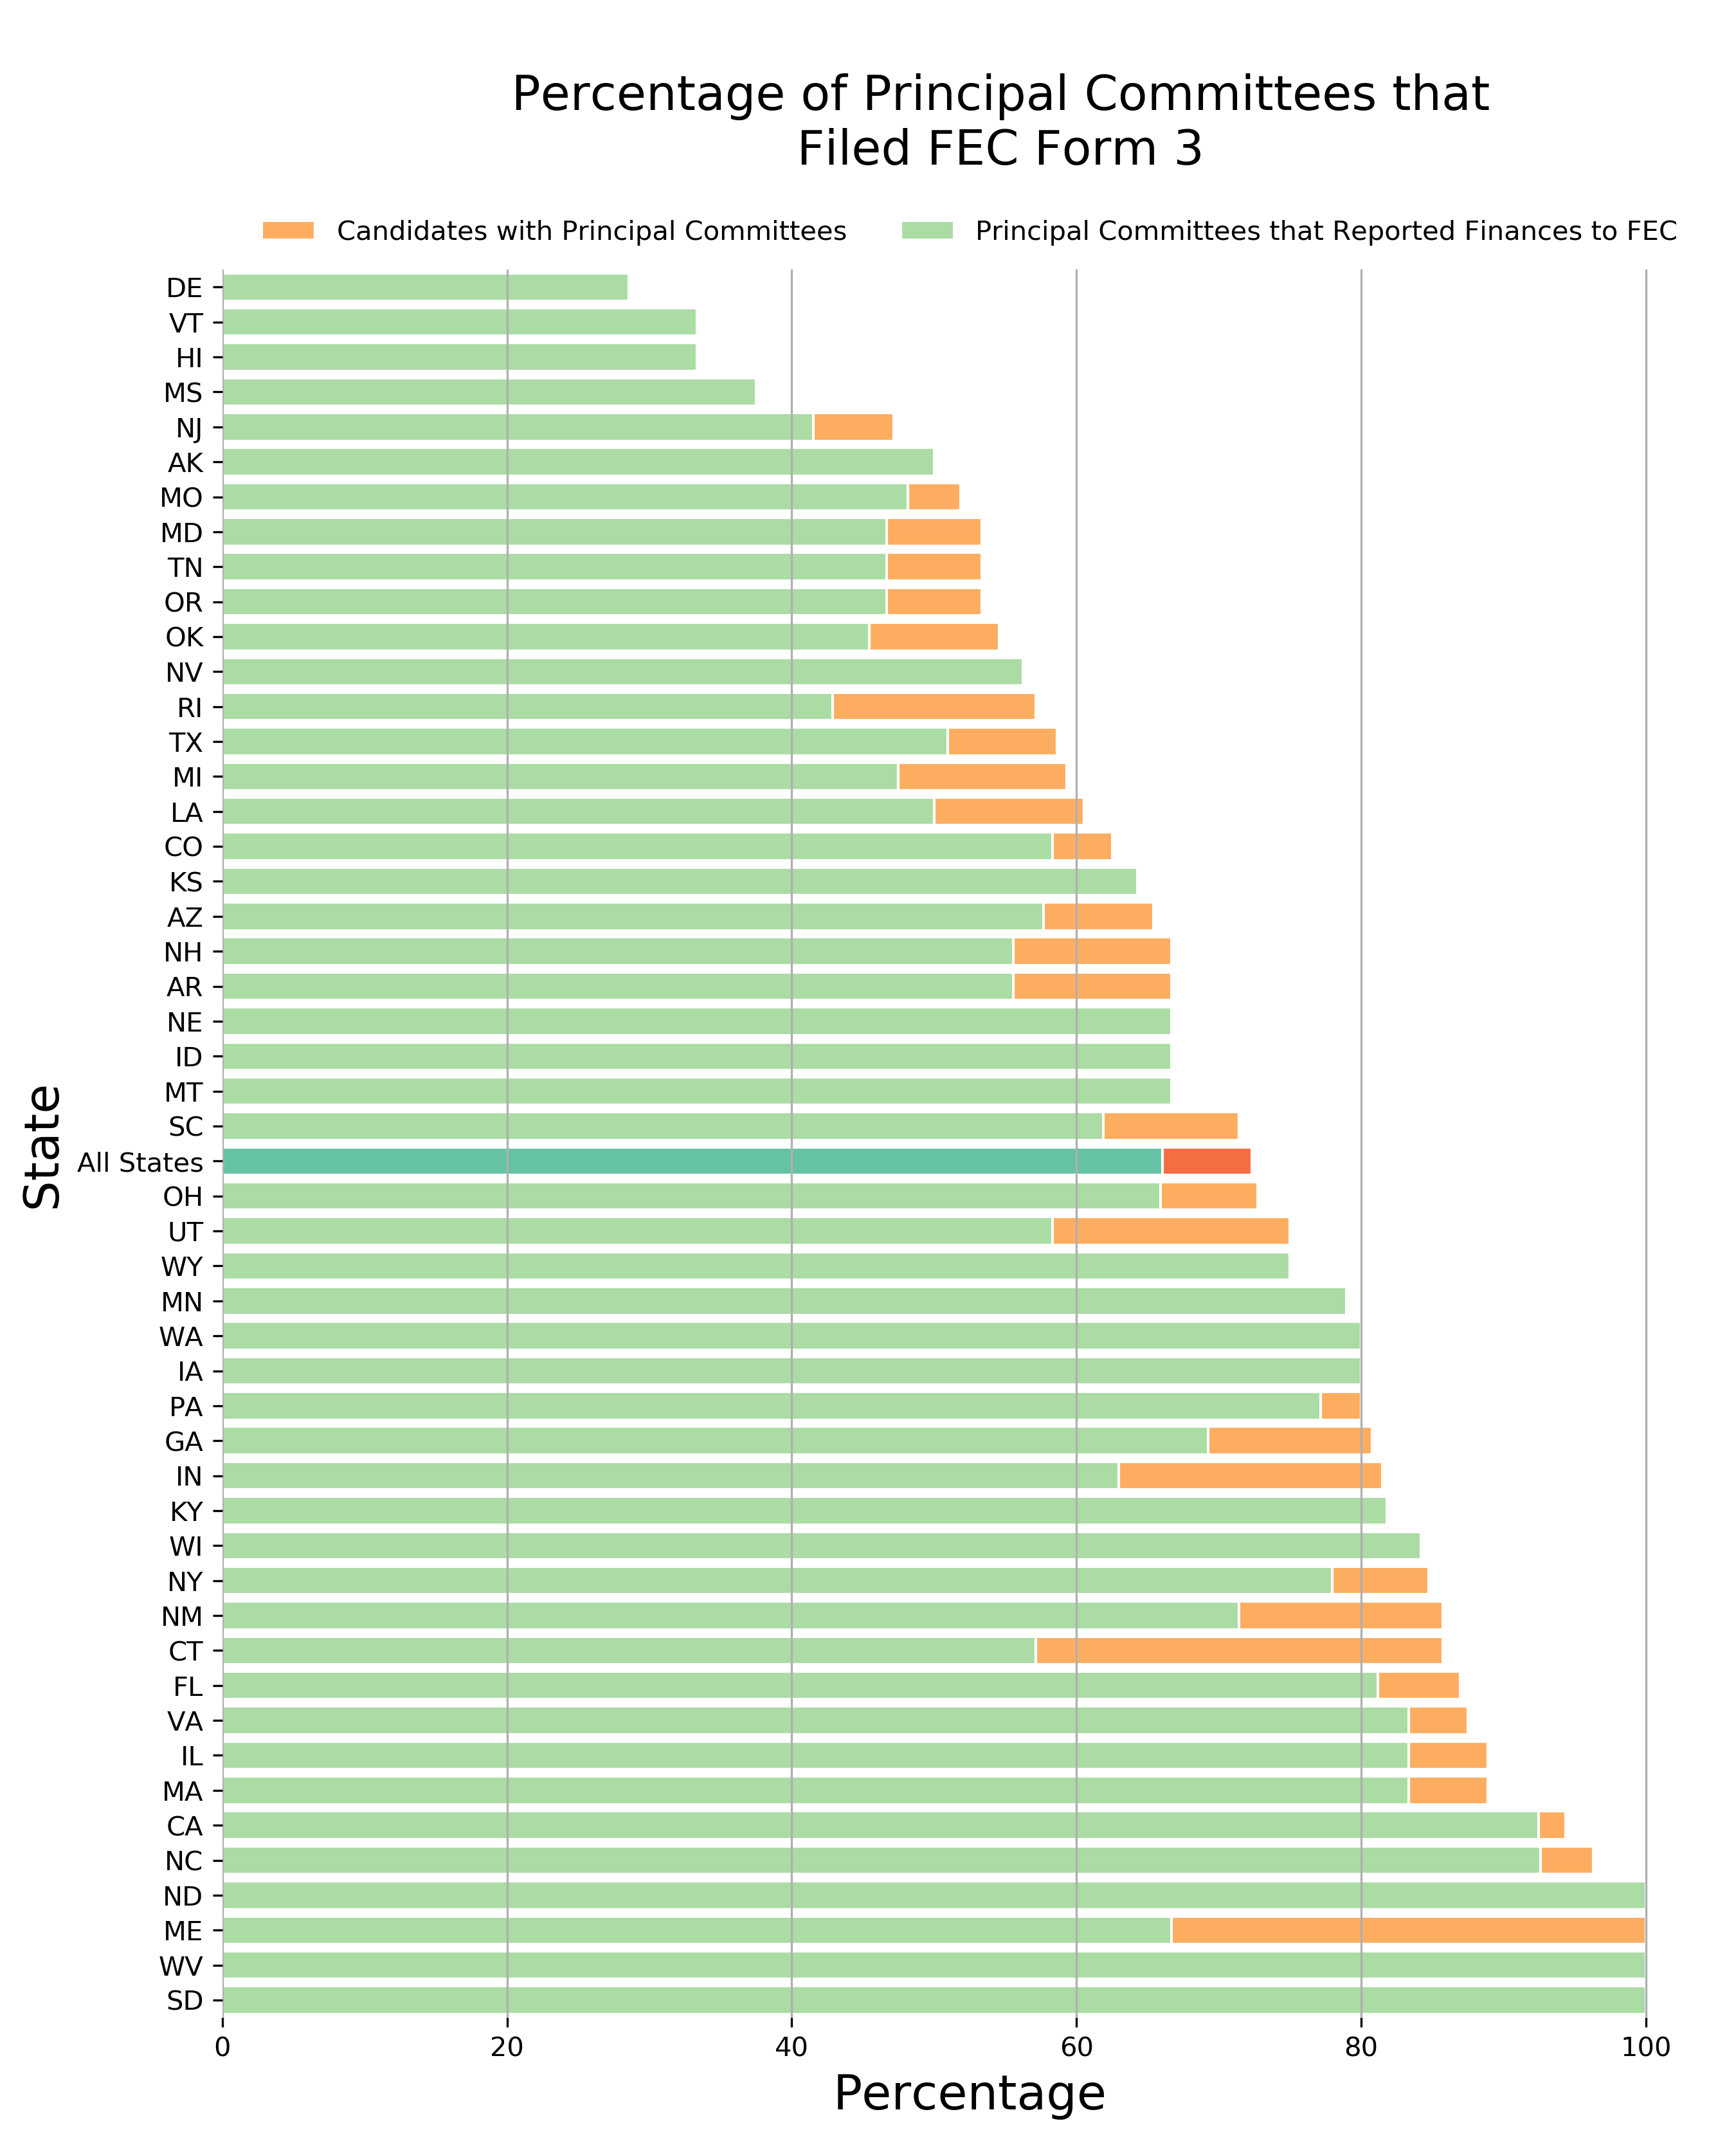 Percentage of Principal Committees that
Filed FEC Form 3
Candidates with Principal Committees
Principal Committees that Reported Finances to FEC
DE
VT
HI
MS
NJ
AK
MO
MD
TN
OR
OK
NV
RI
TX
MI
LA
CO
KS
AZ
NH
AR
NE
ID
MT
SC
All States
OH
UT
WY
MN
WA
IA
PA
GA
IN
KY
WI
NY
NM
CT
FL
VA
IL
MA
CA
NC
ND
ME
WV
SD
State
0 20 40 60 80 100
Percentage